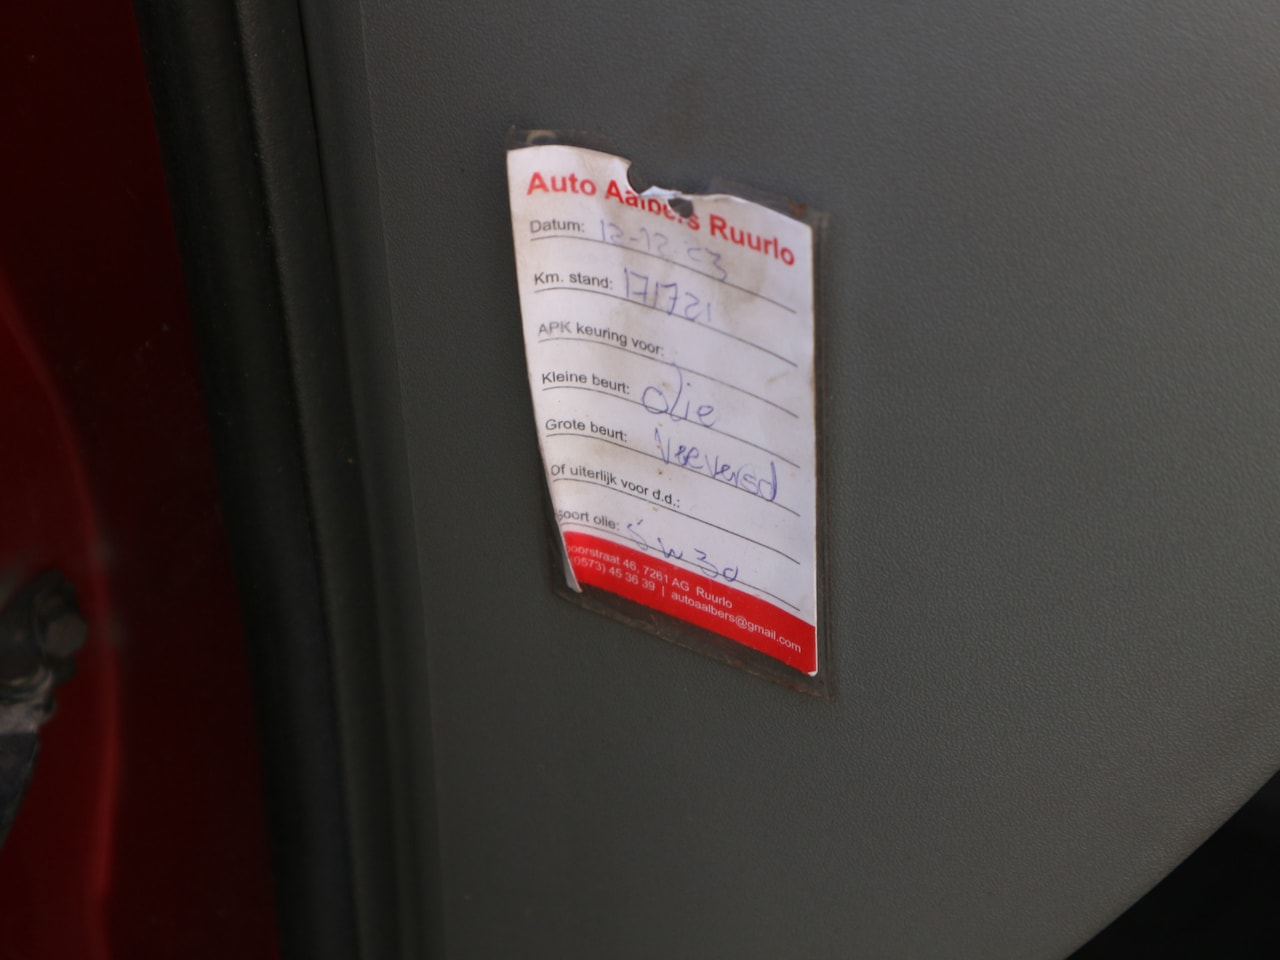 Auto Aalbers Ruurlo
Datum: 12-12-23
Km. stand: 171721
APK keuring voor:
Kleine beurt: olie
Grote beurt: Verversd
Of uiterlijk voor d.d.:
soort olie: 5w30
oorstraat 46, 7261 AG Ruurlo
(0573) 45 36 39 | autoaalbers@gmail.com